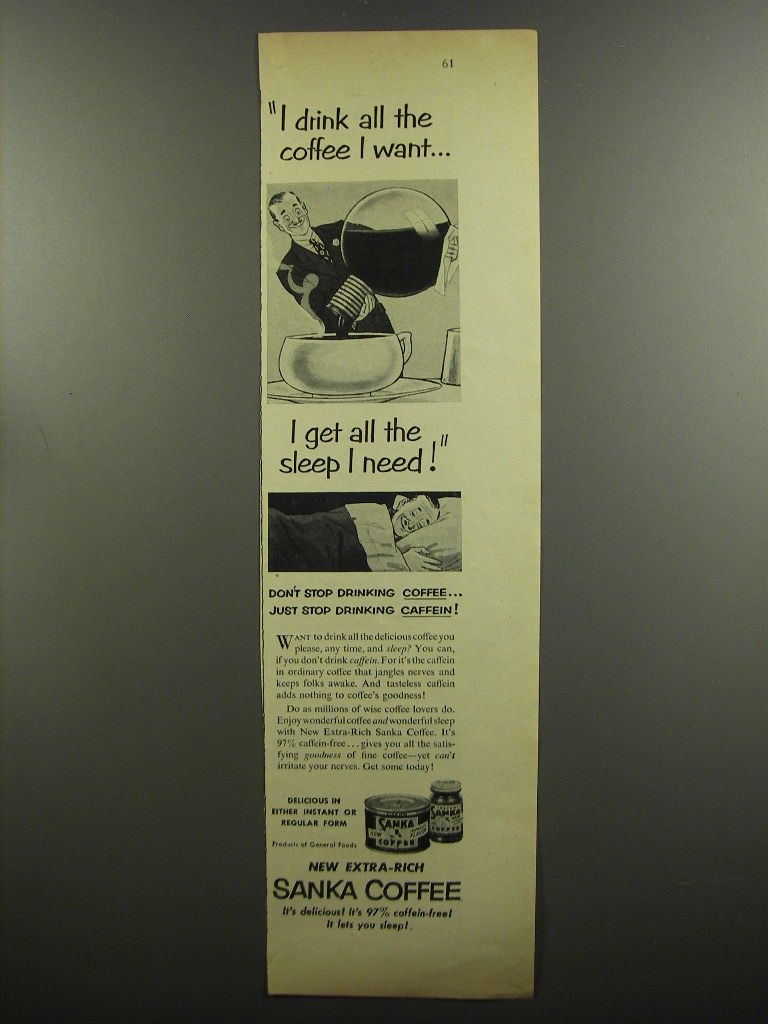 61
"I drink all the
coffee I want...
I get all the
sleep I need!"
DON'T STOP DRINKING COFFEE...
JUST STOP DRINKING CAFFEIN!
WANT to drink all the delicious coffee you
please, any time, and sleep? You can,
if you don't drink caffein. For it's the caffein
in ordinary coffee that jangles nerves and
keeps folks awake. And tasteless caffein
adds nothing to coffee's goodness!
Do as millions of wise coffee lovers do.
Enjoy wonderful coffee and wonderful sleep
with New Extra-Rich Sanka Coffee. It's
97% caffein-free... gives you all the satis-
fying goodness of fine coffee—yet can't
irritate your nerves. Get some today!
DELICIOUS IN
EITHER INSTANT OR
REGULAR FORM
Products of General Foods
SANKA
COFFEE
SANKA
COFFEE
NEW EXTRA-RICH
SANKA COFFEE
It's delicious! It's 97% caffein-free!
It lets you sleep!